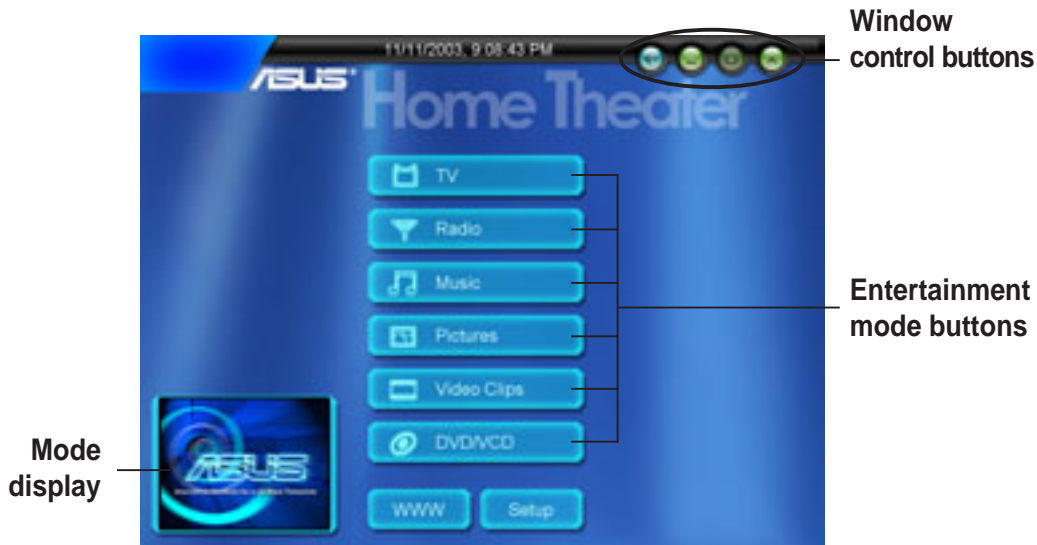 Window
control buttons
11/11/2003, 9:08:43 PM
ASUS
Home Theater
TV
Radio
Music
Pictures
Video Clips
DVD/VCD
Entertainment
mode buttons
Mode
display
ASUS
WWW
Setup